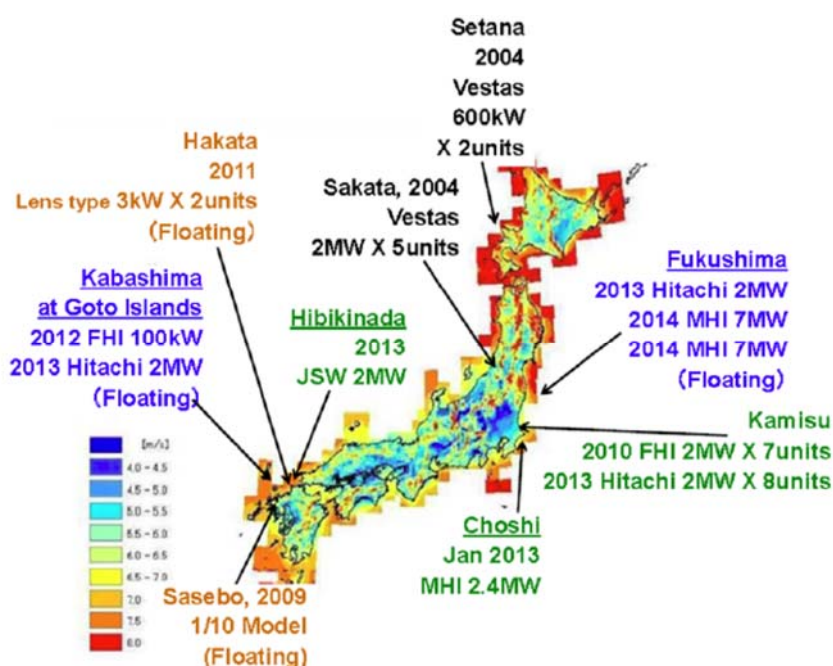 Setana
2004
Vestas
600kW
X 2units
Hakata
2011
Lens type 3kW X 2units
(Floating)
Sakata, 2004
Vestas
2MW X 5units
Kabashima
at Goto Islands
2012 FHI 100kW
2013 Hitachi 2MW
(Floating)
Hibikinada
2013
JSW 2MW
Fukushima
2013 Hitachi 2MW
2014 MHI 7MW
2014 MHI 7MW
(Floating)
Kamisu
2010 FHI 2MW X 7units
2013 Hitachi 2MW X 8units
Choshi
Jan 2013
MHI 2.4MW
Sasebo, 2009
1/10 Model
(Floating)
[m/s]
4.0 - 4.5
4.5 - 5.0
5.0 - 5.5
5.5 - 6.0
6.0 - 6.5
6.5 - 7.0
7.0
7.5
8.0